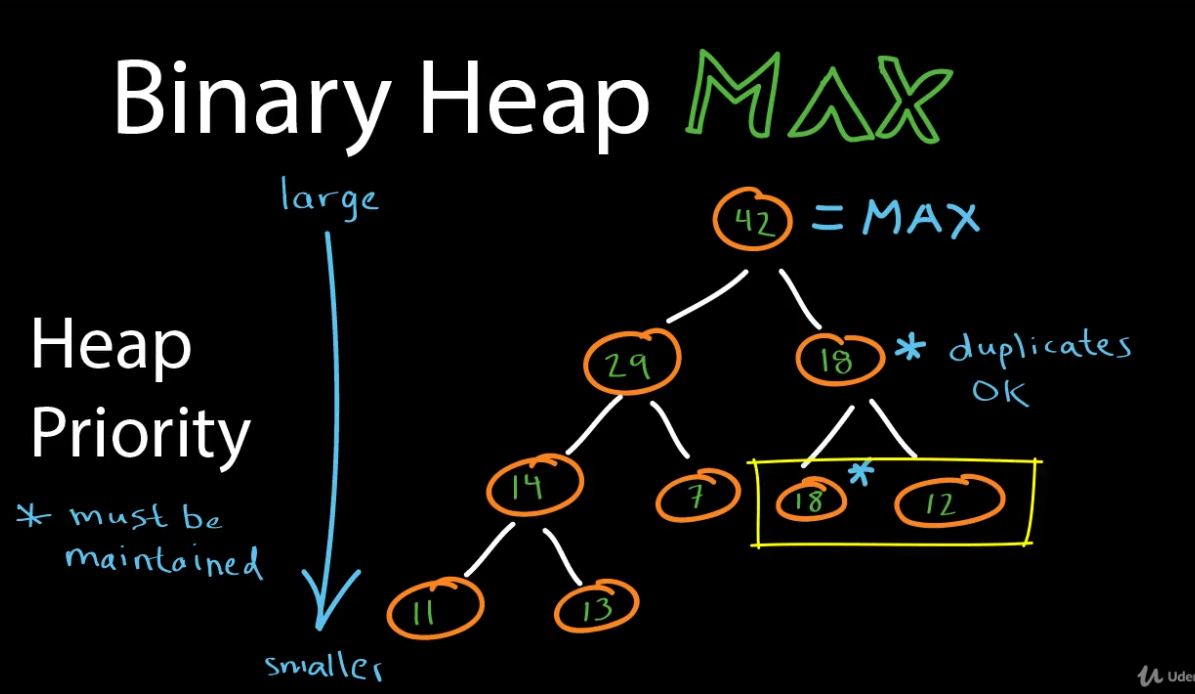 Binary Heap MAX
large
42 = MAX
Heap
Priority
29
18 * duplicates
OK
* must be
maintained
14
7
18 *
12
11
13
smaller